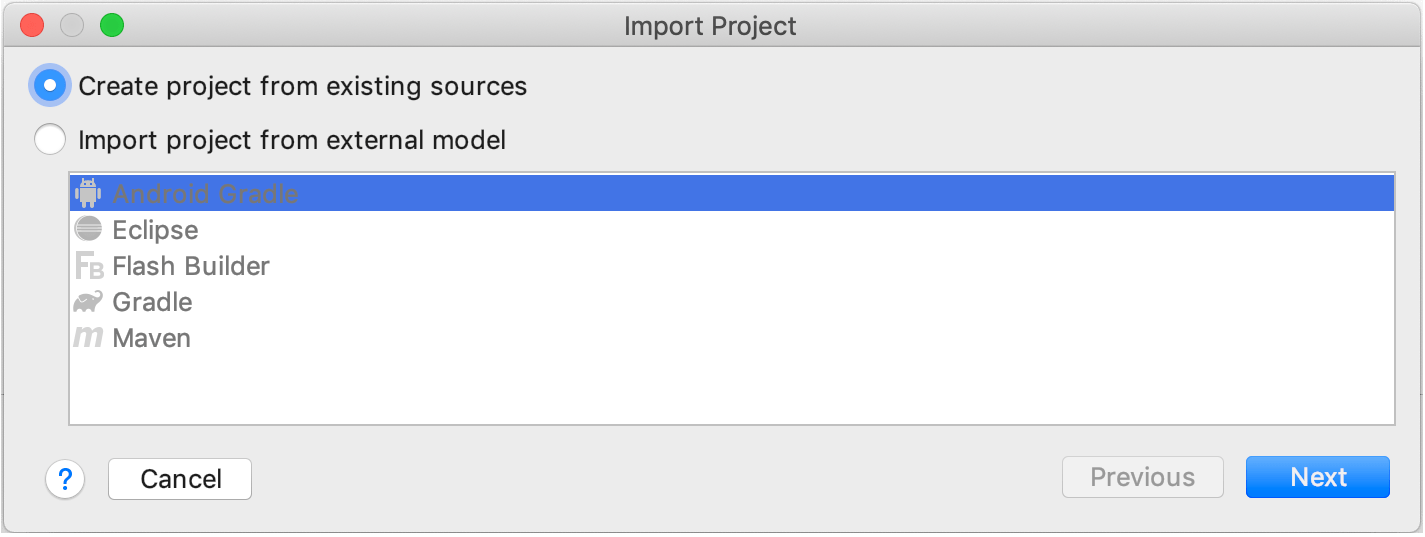 Import Project
Create project from existing sources
Import project from external model
Android Gradle
Eclipse
FB Flash Builder
Gradle
m Maven
? Cancel Previous Next